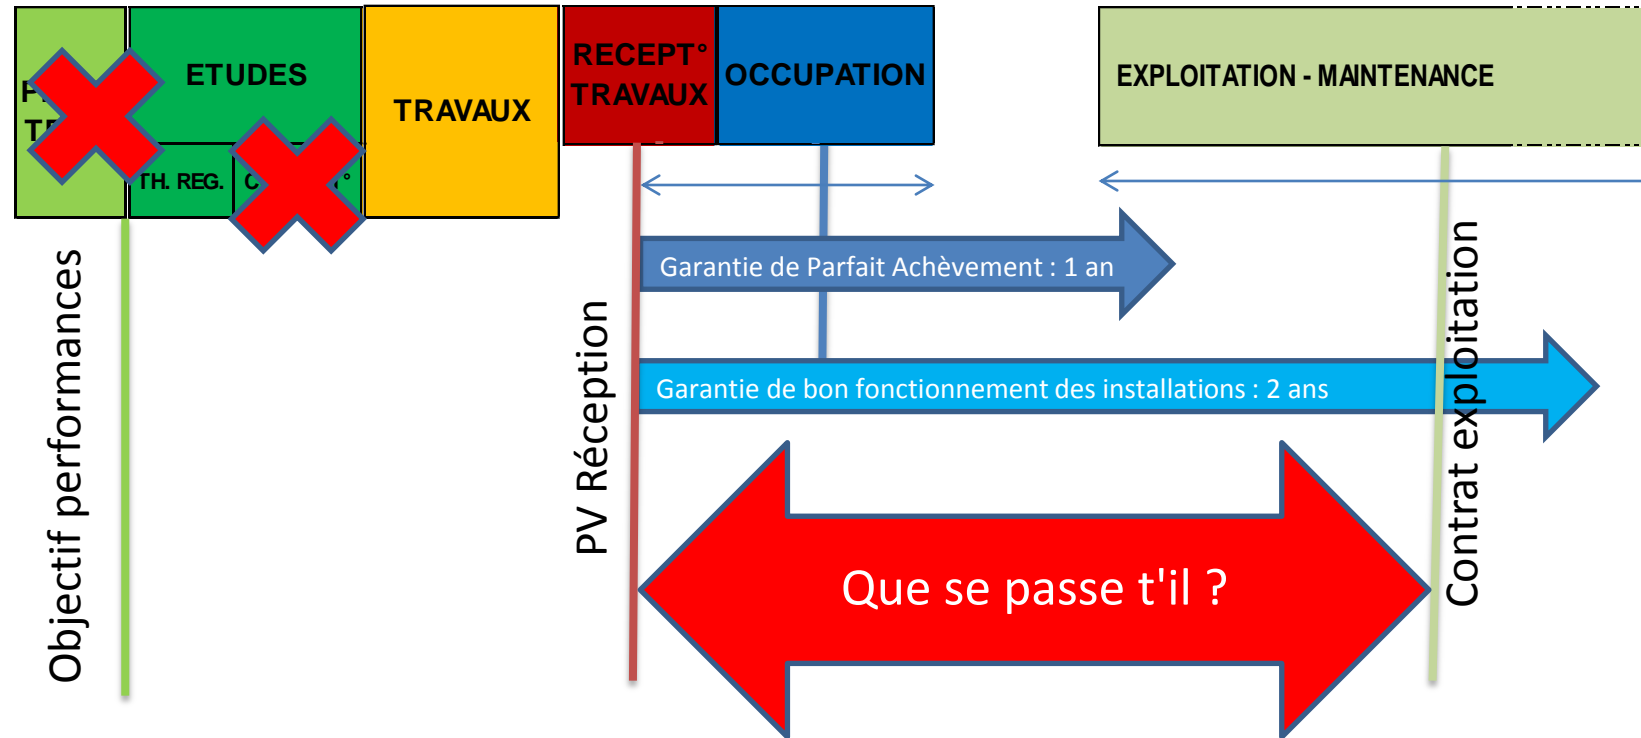 ETUDES
TH. REG.
TRAVAUX
RECEPT°
TRAVAUX
OCCUPATION
EXPLOITATION - MAINTENANCE
Objectif performances
PV Réception
Garantie de Parfait Achèvement : 1 an
Garantie de bon fonctionnement des installations : 2 ans
Que se passe t'il ?
Contrat exploitation